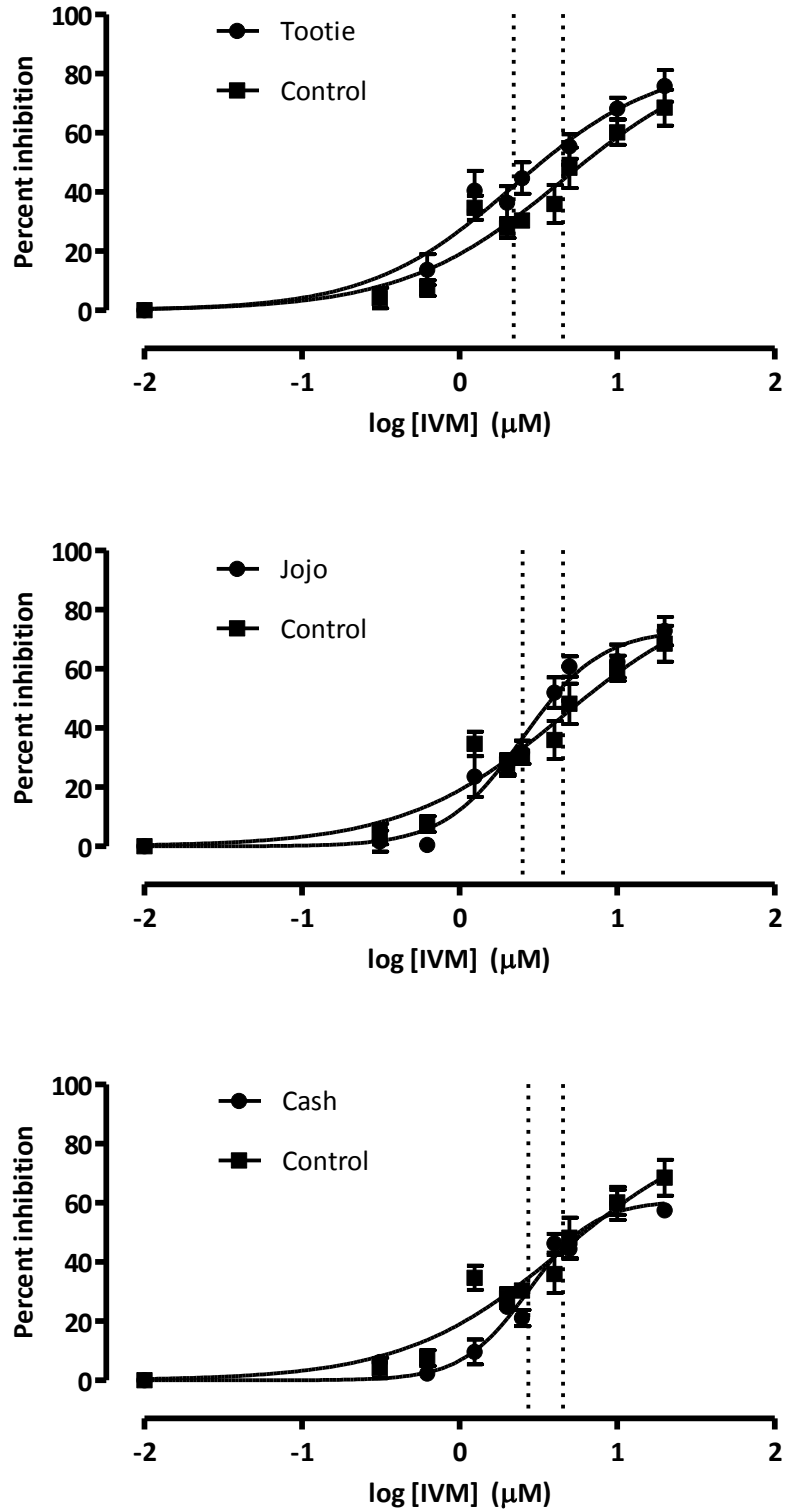 100
Tootie
80
Control
60
40
20
0
Percent inhibition
-2 -1 0 1 2
log [IVM] (μM)
100
Jojo
80
Control
60
40
20
0
Percent inhibition
-2 -1 0 1 2
log [IVM] (μM)
100
Cash
80
Control
60
40
20
0
Percent inhibition
-2 -1 0 1 2
log [IVM] (μM)